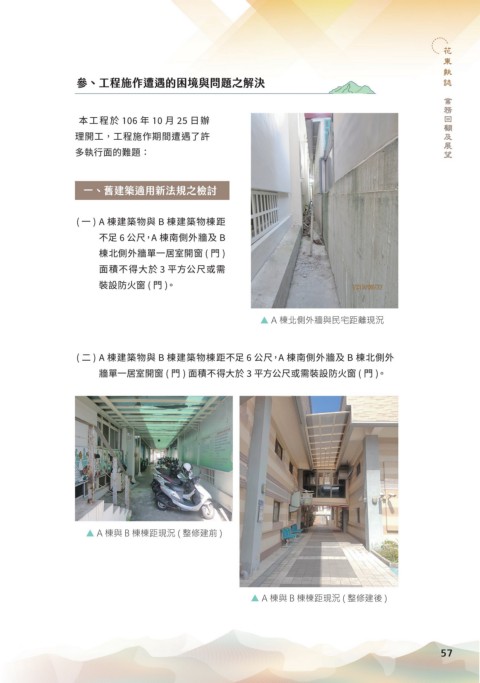 花東執誌
業務回顧及展望
參、工程施作遭遇的困境與問題之解決
本工程於 106 年 10 月 25 日辦
理開工，工程施作期間遭遇了許
多執行面的難題：
一、舊建築適用新法規之檢討
( 一 ) A 棟建築物與 B 棟建築物棟距
不足 6 公尺，A 棟南側外牆及 B
棟北側外牆單一居室開窗 ( 門 )
面積不得大於 3 平方公尺或需
裝設防火窗 ( 門 )。
▲ A 棟北側外牆與民宅距離現況
( 二 ) A 棟建築物與 B 棟建築物棟距不足 6 公尺，A 棟南側外牆及 B 棟北側外
牆單一居室開窗 ( 門 ) 面積不得大於 3 平方公尺或需裝設防火窗 ( 門 )。
▲ A 棟與 B 棟棟距現況 ( 整修建前 )
▲ A 棟與 B 棟棟距現況 ( 整修建後 )
57